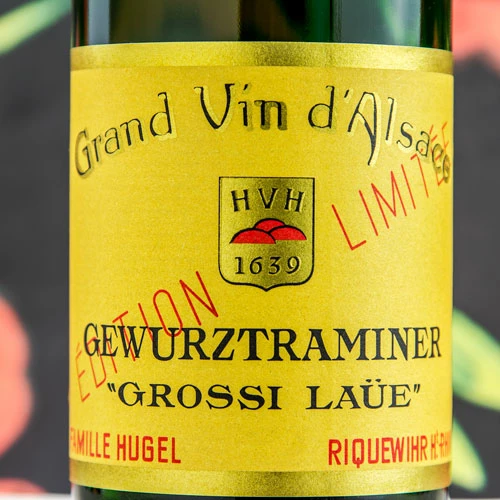 Grand Vin d'Alsace
HVH
1639
ÉDITION LIMITÉE
GEWURZTRAMINER
"GROSSI LAÜE"
FAMILLE HUGEL
RIQUEWIHR